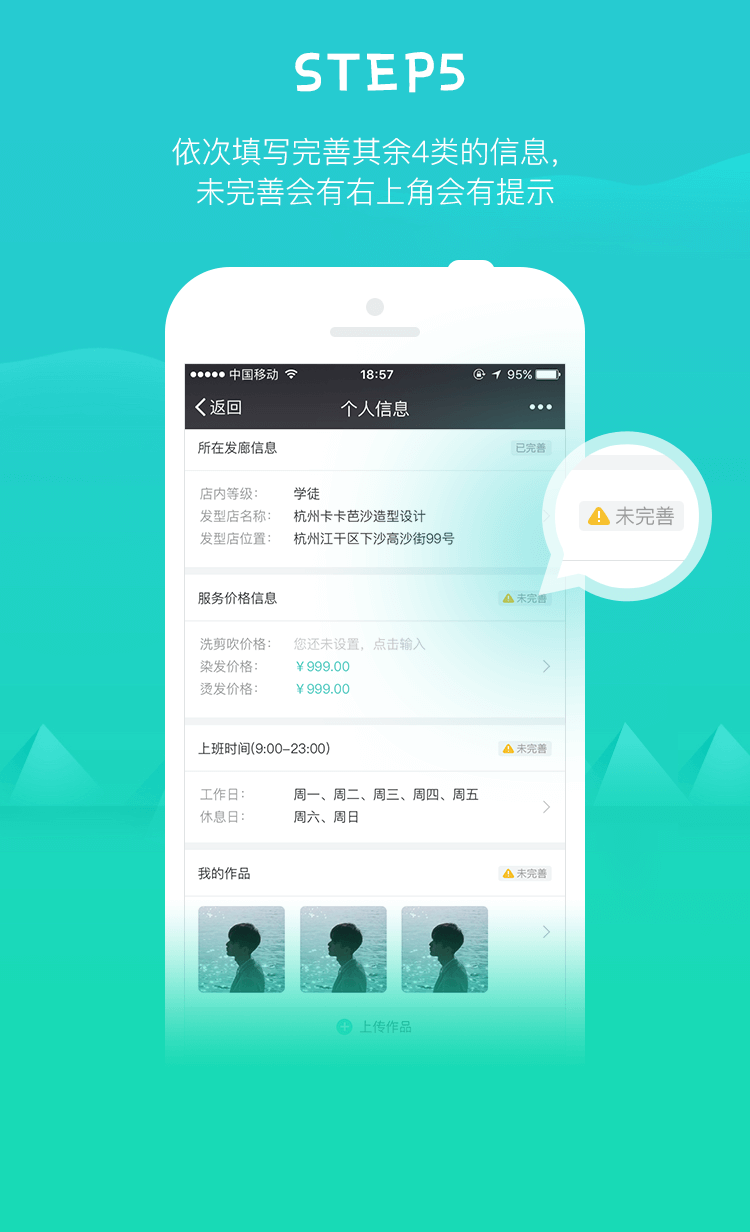 STEP5
依次填写完善其余4类的信息，
未完善会有右上角会有提示
中国移动 18:57 95%
返回 个人信息
所在发廊信息 已完善
店内等级： 学徒
发型店名称： 杭州卡卡芭沙造型设计
发型店位置： 杭州江干区下沙高沙街99号
未完善
服务价格信息 未完善
洗剪吹价格： 您还未设置，点击输入
染发价格： ￥999.00
烫发价格： ￥999.00
上班时间(9:00-23:00) 未完善
工作日： 周一、周二、周三、周四、周五
休息日： 周六、周日
我的作品 未完善
上传作品